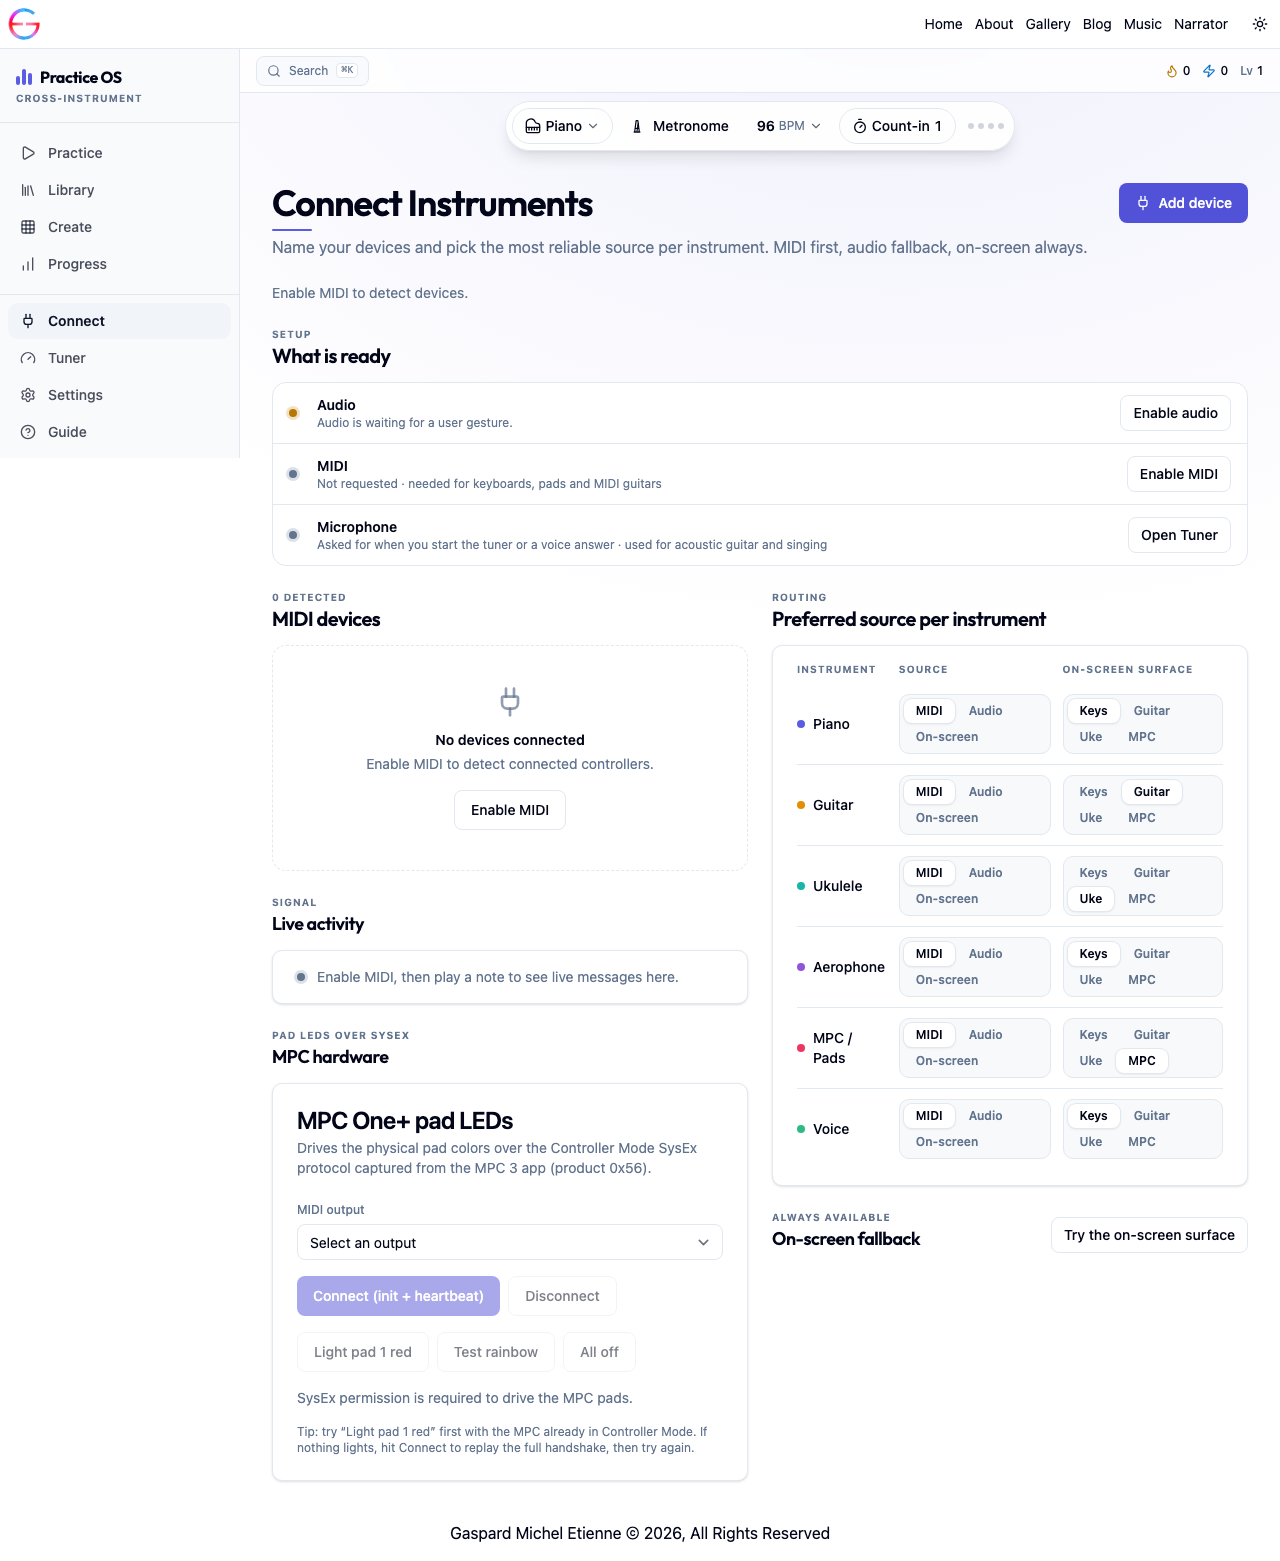 Home About Gallery Blog Music Narrator
Practice OS
CROSS-INSTRUMENT
Search ⌘K
0 0 Lv 1
Piano Metronome 96 BPM Count-in 1
Practice
Library
Create
Progress
Connect
Tuner
Settings
Guide
Connect Instruments
Add device
Name your devices and pick the most reliable source per instrument. MIDI first, audio fallback, on-screen always.
Enable MIDI to detect devices.
SETUP
What is ready
Audio
Audio is waiting for a user gesture.
Enable audio
MIDI
Not requested · needed for keyboards, pads and MIDI guitars
Enable MIDI
Microphone
Asked for when you start the tuner or a voice answer · used for acoustic guitar and singing
Open Tuner
0 DETECTED
MIDI devices
No devices connected
Enable MIDI to detect connected controllers.
Enable MIDI
SIGNAL
Live activity
Enable MIDI, then play a note to see live messages here.
PAD LEDS OVER SYSEX
MPC hardware
MPC One+ pad LEDs
Drives the physical pad colors over the Controller Mode SysEx
protocol captured from the MPC 3 app (product 0x56).
MIDI output
Select an output
Connect (init + heartbeat) Disconnect
Light pad 1 red Test rainbow All off
SysEx permission is required to drive the MPC pads.
Tip: try “Light pad 1 red” first with the MPC already in Controller Mode. If
nothing lights, hit Connect to replay the full handshake, then try again.
ROUTING
Preferred source per instrument
INSTRUMENT SOURCE ON-SCREEN SURFACE
Piano
MIDI Audio Keys Guitar
On-screen Uke MPC
Guitar
MIDI Audio Keys Guitar
On-screen Uke MPC
Ukulele
MIDI Audio Keys Guitar
On-screen Uke MPC
Aerophone
MIDI Audio Keys Guitar
On-screen Uke MPC
MPC /
Pads
MIDI Audio Keys Guitar
On-screen Uke MPC
Voice
MIDI Audio Keys Guitar
On-screen Uke MPC
ALWAYS AVAILABLE
On-screen fallback
Try the on-screen surface
Gaspard Michel Etienne © 2026, All Rights Reserved